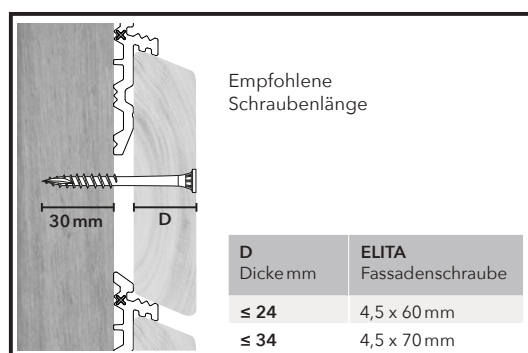 Empfohlene
Schraubenlänge
30 mm
D
D
Dicke mm
ELITA
Fassadenschraube
≤ 24
4,5 x 60 mm
≤ 34
4,5 x 70 mm